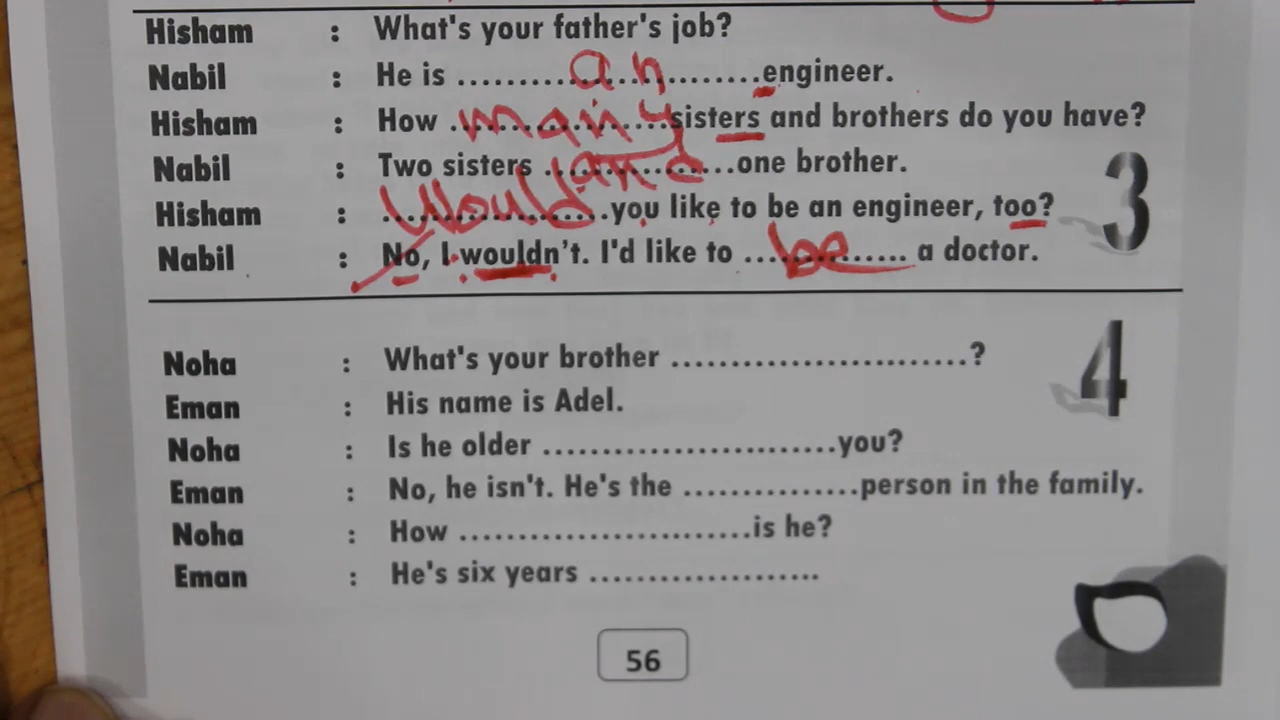 Hisham : What's your father's job?
Nabil : He is ..........an..........engineer.
Hisham : How ..........many..........sisters and brothers do you have?
Nabil : Two sisters ..........and..........one brother.
Hisham : ..........Would..........you like to be an engineer, too?
Nabil : No, I wouldn't. I'd like to ..........be.......... a doctor.
3
Noha : What's your brother ........................?
Eman : His name is Adel.
Noha : Is he older ........................you?
Eman : No, he isn't. He's the ...............person in the family.
Noha : How ........................is he?
Eman : He's six years ...................
4
56